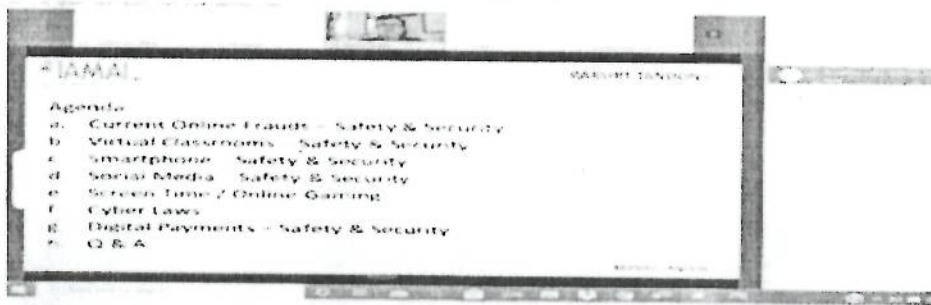 IAMAI
Agenda
a. Current Online Frauds – Safety & Security
b. Virtual Classrooms – Safety & Security
c. Smartphone – Safety & Security
d. Social Media – Safety & Security
e. Screen Time / Online Gaming
f. Cyber Laws
g. Digital Payments – Safety & Security
h. Q & A